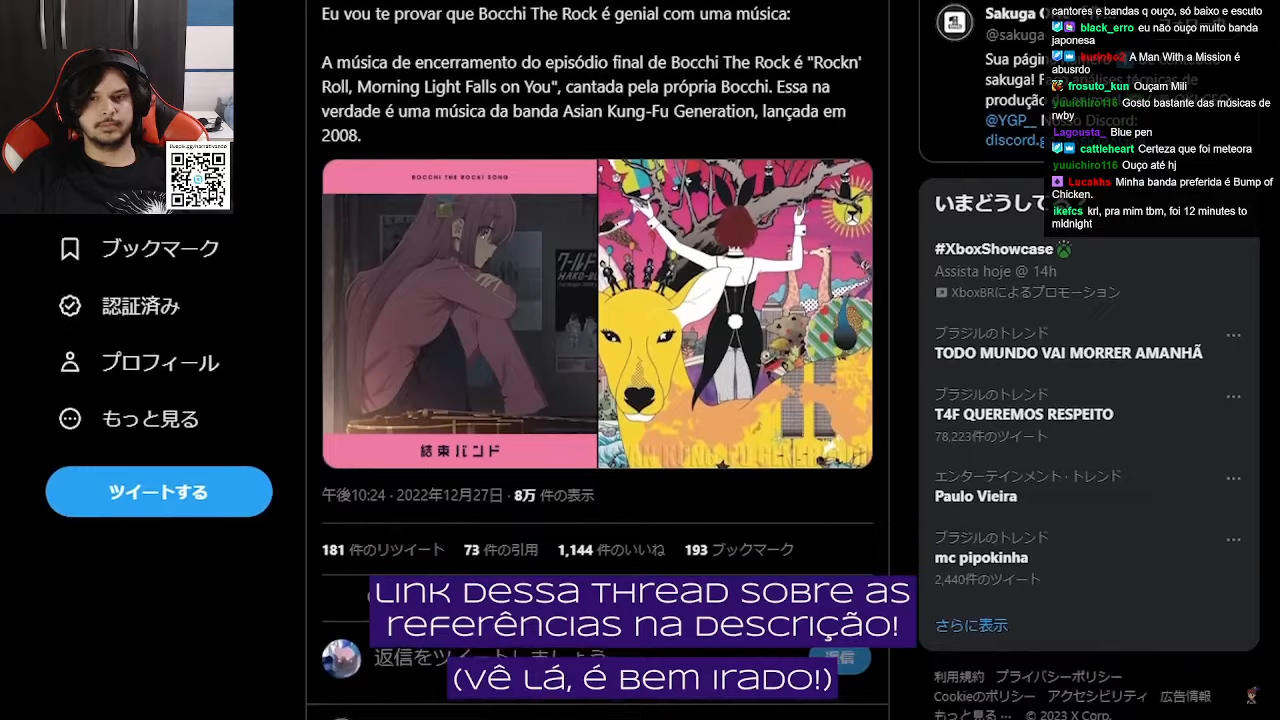 Eu vou te provar que Bocchi The Rock é genial com uma música:
A música de encerramento do episódio final de Bocchi The Rock é "Rockn'
Roll, Morning Light Falls on You", cantada pela própria Bocchi. Essa na
verdade é uma música da banda Asian Kung-Fu Generation, lançada em
2008.
BOCCHI THE ROCK! SONG
結束バンド
午後10:24 · 2022年12月27日 · 8万 件の表示
181 件のリツイート 73 件の引用 1,144 件のいいね 193 ブックマーク
Link dessa thread sobre as
referências na descrição!
(Vê lá, é bem irado!)
返信
livepix.gg/narrativando
ブックマーク
認証済み
プロフィール
もっと見る
ツイートする
@sakuga
Sua página
sakuga!
análises técnicas de
@YGP_
Discord:
discord.g
cantores e bandas q ouço, só baixo e escuto
black_erro eu não ouço muito banda
japonesa
kurinho2 A Man With a Mission é
abusrdo
frosuto_kun Ouçam Mili
yuuichiro116 Gosto bastante das músicas de
rwby
Lagousta_ Blue pen
cattleheart Certeza que foi meteora
yuuichiro116 Ouço até hj
Lucakhs Minha banda preferida é Bump of
Chicken.
ikefcs krl, pra mim tbm, foi 12 minutes to
midnight
いまどうして
#XboxShowcase
Assista hoje @ 14h
XboxBRによるプロモーション
ブラジルのトレンド
TODO MUNDO VAI MORRER AMANHÃ
ブラジルのトレンド
T4F QUEREMOS RESPEITO
78,223件のツイート
エンターテインメント · トレンド
Paulo Vieira
ブラジルのトレンド
mc pipokinha
2,440件のツイート
さらに表示
利用規約 プライバシーポリシー
Cookieのポリシー アクセシビリティ 広告情報
もっと見る ··· © 2023 X Corp.